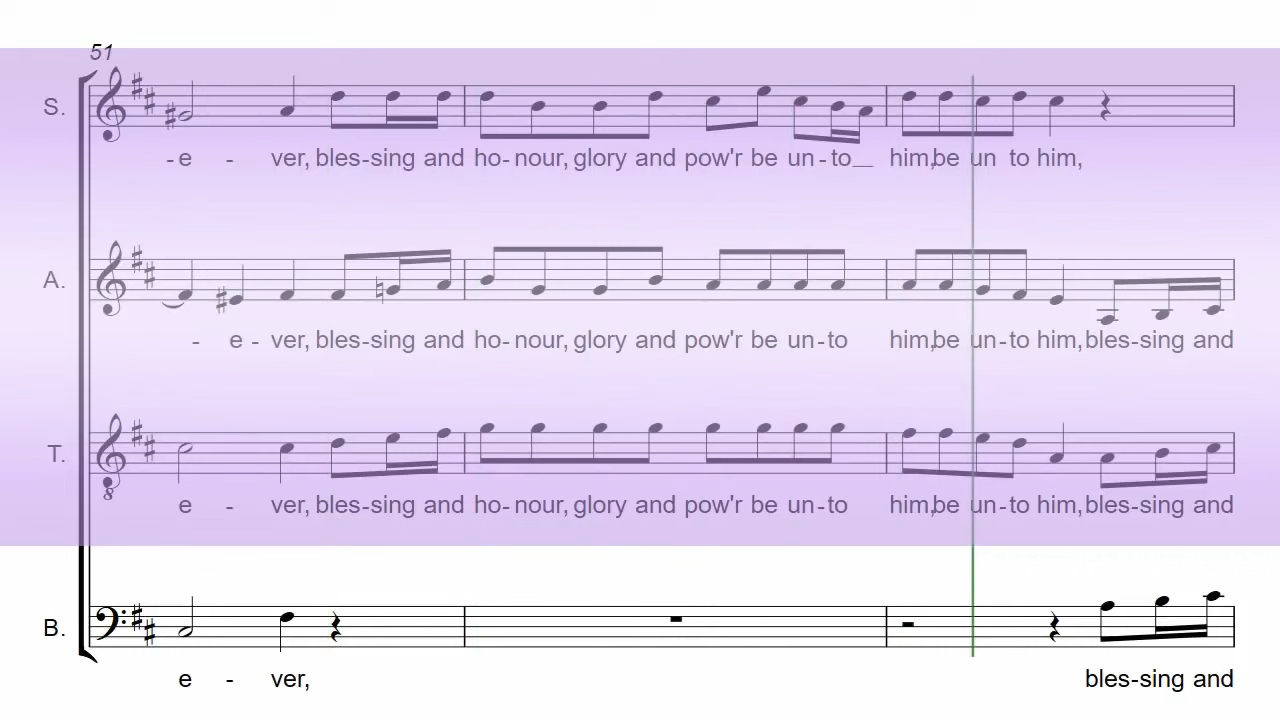 51
S.
-e - ver, bles-sing and ho-nour, glory and pow'r be un-to__ him,be un to him,
A.
- e - ver, bles-sing and ho-nour, glory and pow'r be un-to him,be un-to him, bles-sing and
T.
8
e - ver, bles-sing and ho-nour, glory and pow'r be un-to him,be un-to him, bles-sing and
B.
e - ver, bles-sing and